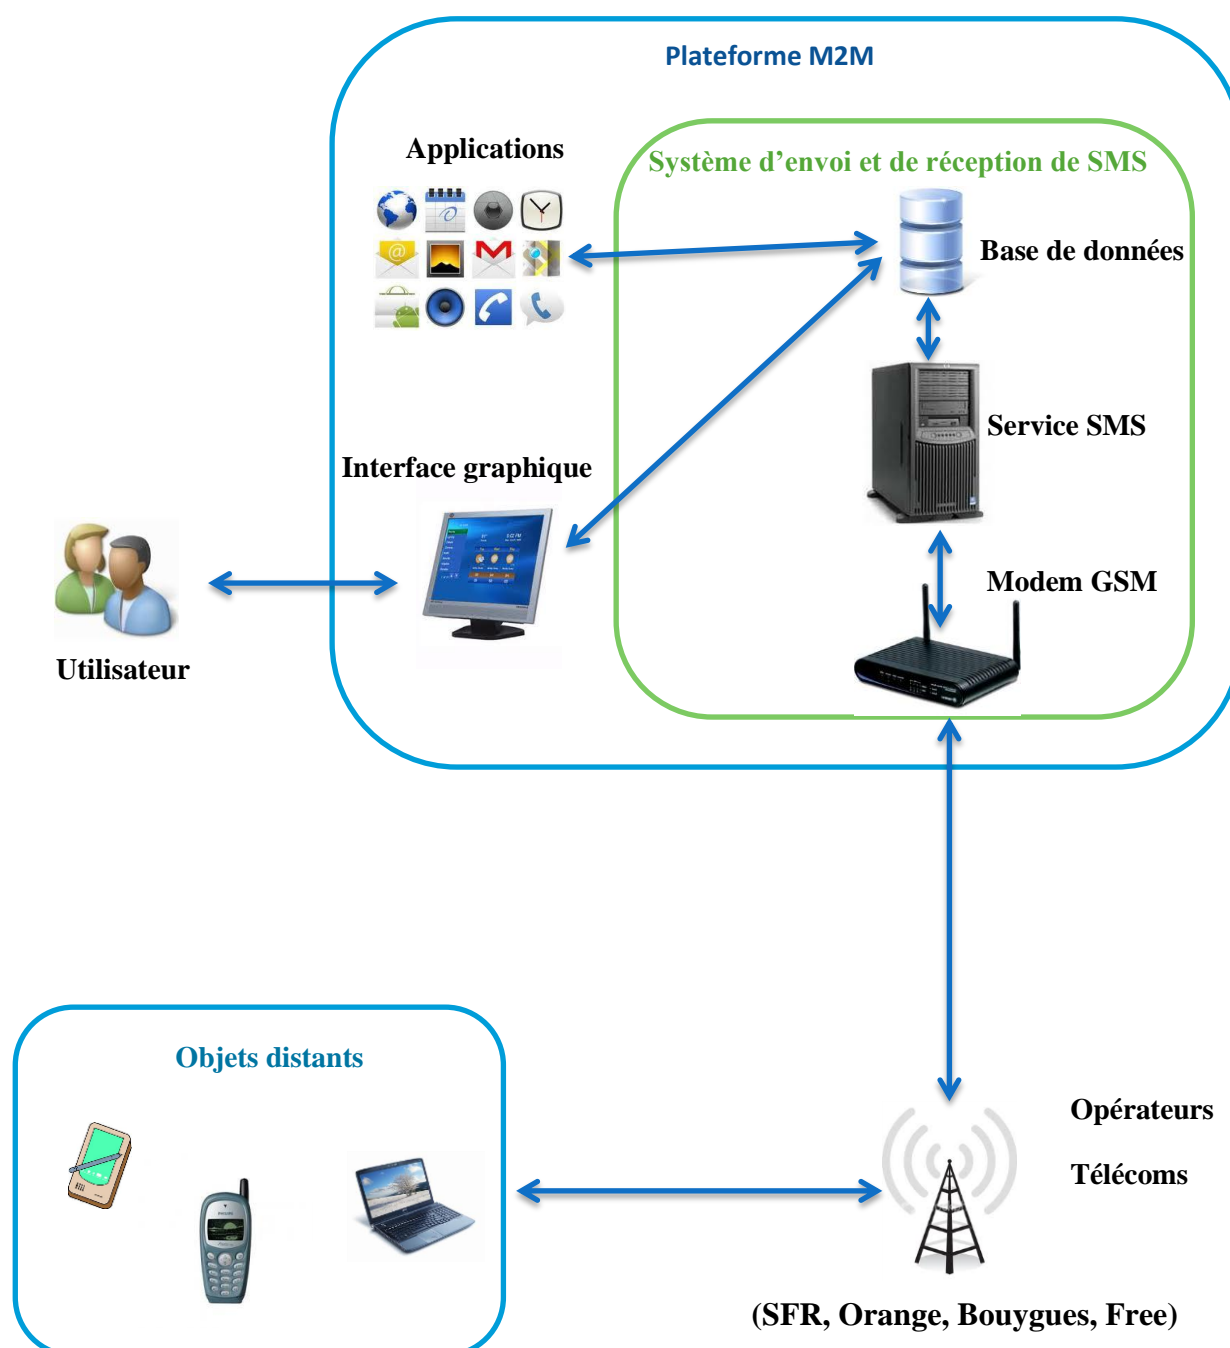 Plateforme M2M
Applications
Système d’envoi et de réception de SMS
Base de données
Service SMS
Interface graphique
Modem GSM
Utilisateur
Objets distants
Opérateurs
Télécoms
(SFR, Orange, Bouygues, Free)